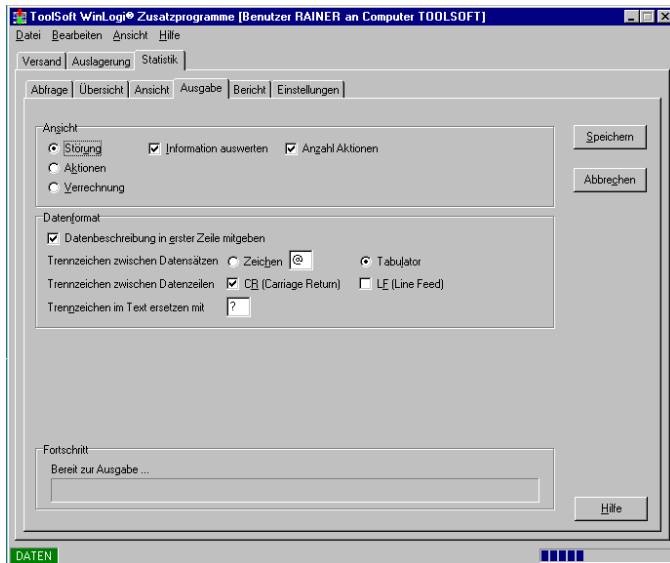 ToolSoft WinLogi® Zusatzprogramme [Benutzer RAINER an Computer TOOLSOFT]
Datei Bearbeiten Ansicht Hilfe
Versand Auslagerung Statistik
Abfrage Übersicht Ansicht Ausgabe Bericht Einstellungen
Ansicht
Störung Information auswerten Anzahl Aktionen
Speichern
Aktionen
Abbrechen
Verrechnung
Datenformat
Datenbeschreibung in erster Zeile mitgeben
Trennzeichen zwischen Datensätzen Zeichen @ Tabulator
Trennzeichen zwischen Datenzeilen CR (Carriage Return) LF (Line Feed)
Trennzeichen im Text ersetzen mit ?
Fortschritt
Bereit zur Ausgabe ...
Hilfe
DATEN